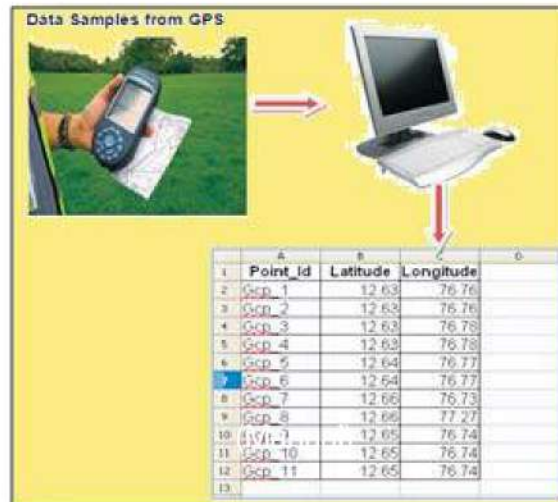 Data Samples from GPS
A B C D
1 Point_Id Latitude Longitude
2 Gcp_1 12.63 76.76
3 Gcp_2 12.63 76.76
4 Gcp_3 12.63 76.78
5 Gcp_4 12.63 76.78
6 Gcp_5 12.64 76.77
7 Gcp_6 12.64 76.77
8 Gcp_7 12.66 76.73
9 Gcp_8 12.66 77.27
10 12.65 76.74
11 Gcp_10 12.65 76.74
12 Gcp_11 12.65 76.74
13